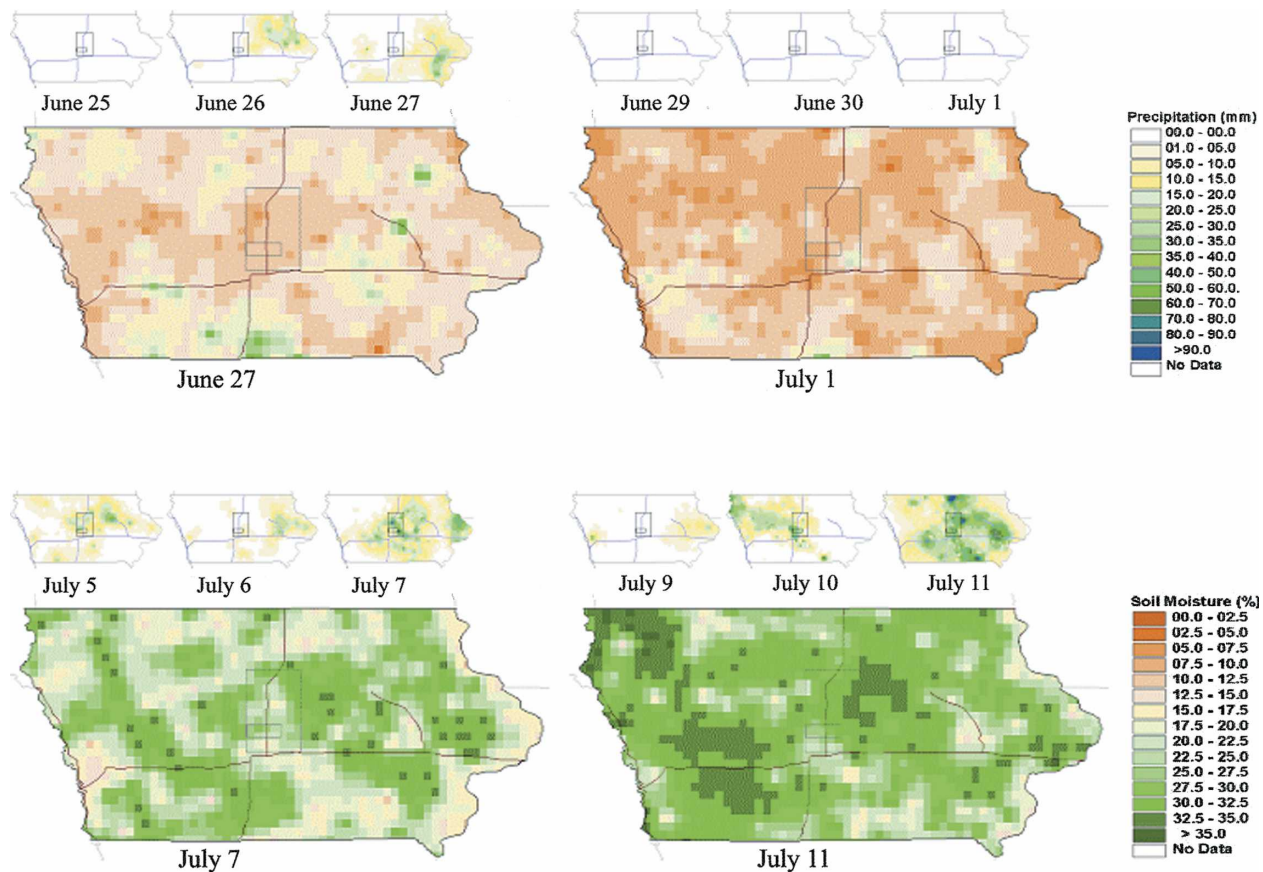 June 25
June 26
June 27
June 29
June 30
July 1
June 27
July 1
Precipitation (mm)
00.0 - 00.0
01.0 - 05.0
05.0 - 10.0
10.0 - 15.0
15.0 - 20.0
20.0 - 25.0
25.0 - 30.0
30.0 - 35.0
35.0 - 40.0
40.0 - 50.0
50.0 - 60.0.
60.0 - 70.0
70.0 - 80.0
80.0 - 90.0
>90.0
No Data
July 5
July 6
July 7
July 9
July 10
July 11
July 7
July 11
Soil Moisture (%)
00.0 - 02.5
02.5 - 05.0
05.0 - 07.5
07.5 - 10.0
10.0 - 12.5
12.5 - 15.0
15.0 - 17.5
17.5 - 20.0
20.0 - 22.5
22.5 - 25.0
25.0 - 27.5
27.5 - 30.0
30.0 - 32.5
32.5 - 35.0
> 35.0
No Data